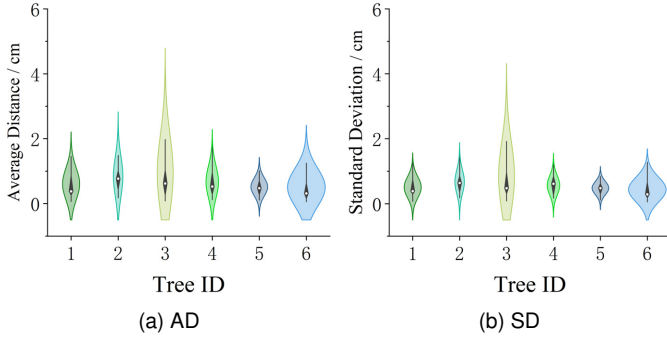 6
4
2
0
Average Distance / cm
1 2 3 4 5 6
Tree ID
(a) AD
6
4
2
0
Standard Deviation / cm
1 2 3 4 5 6
Tree ID
(b) SD